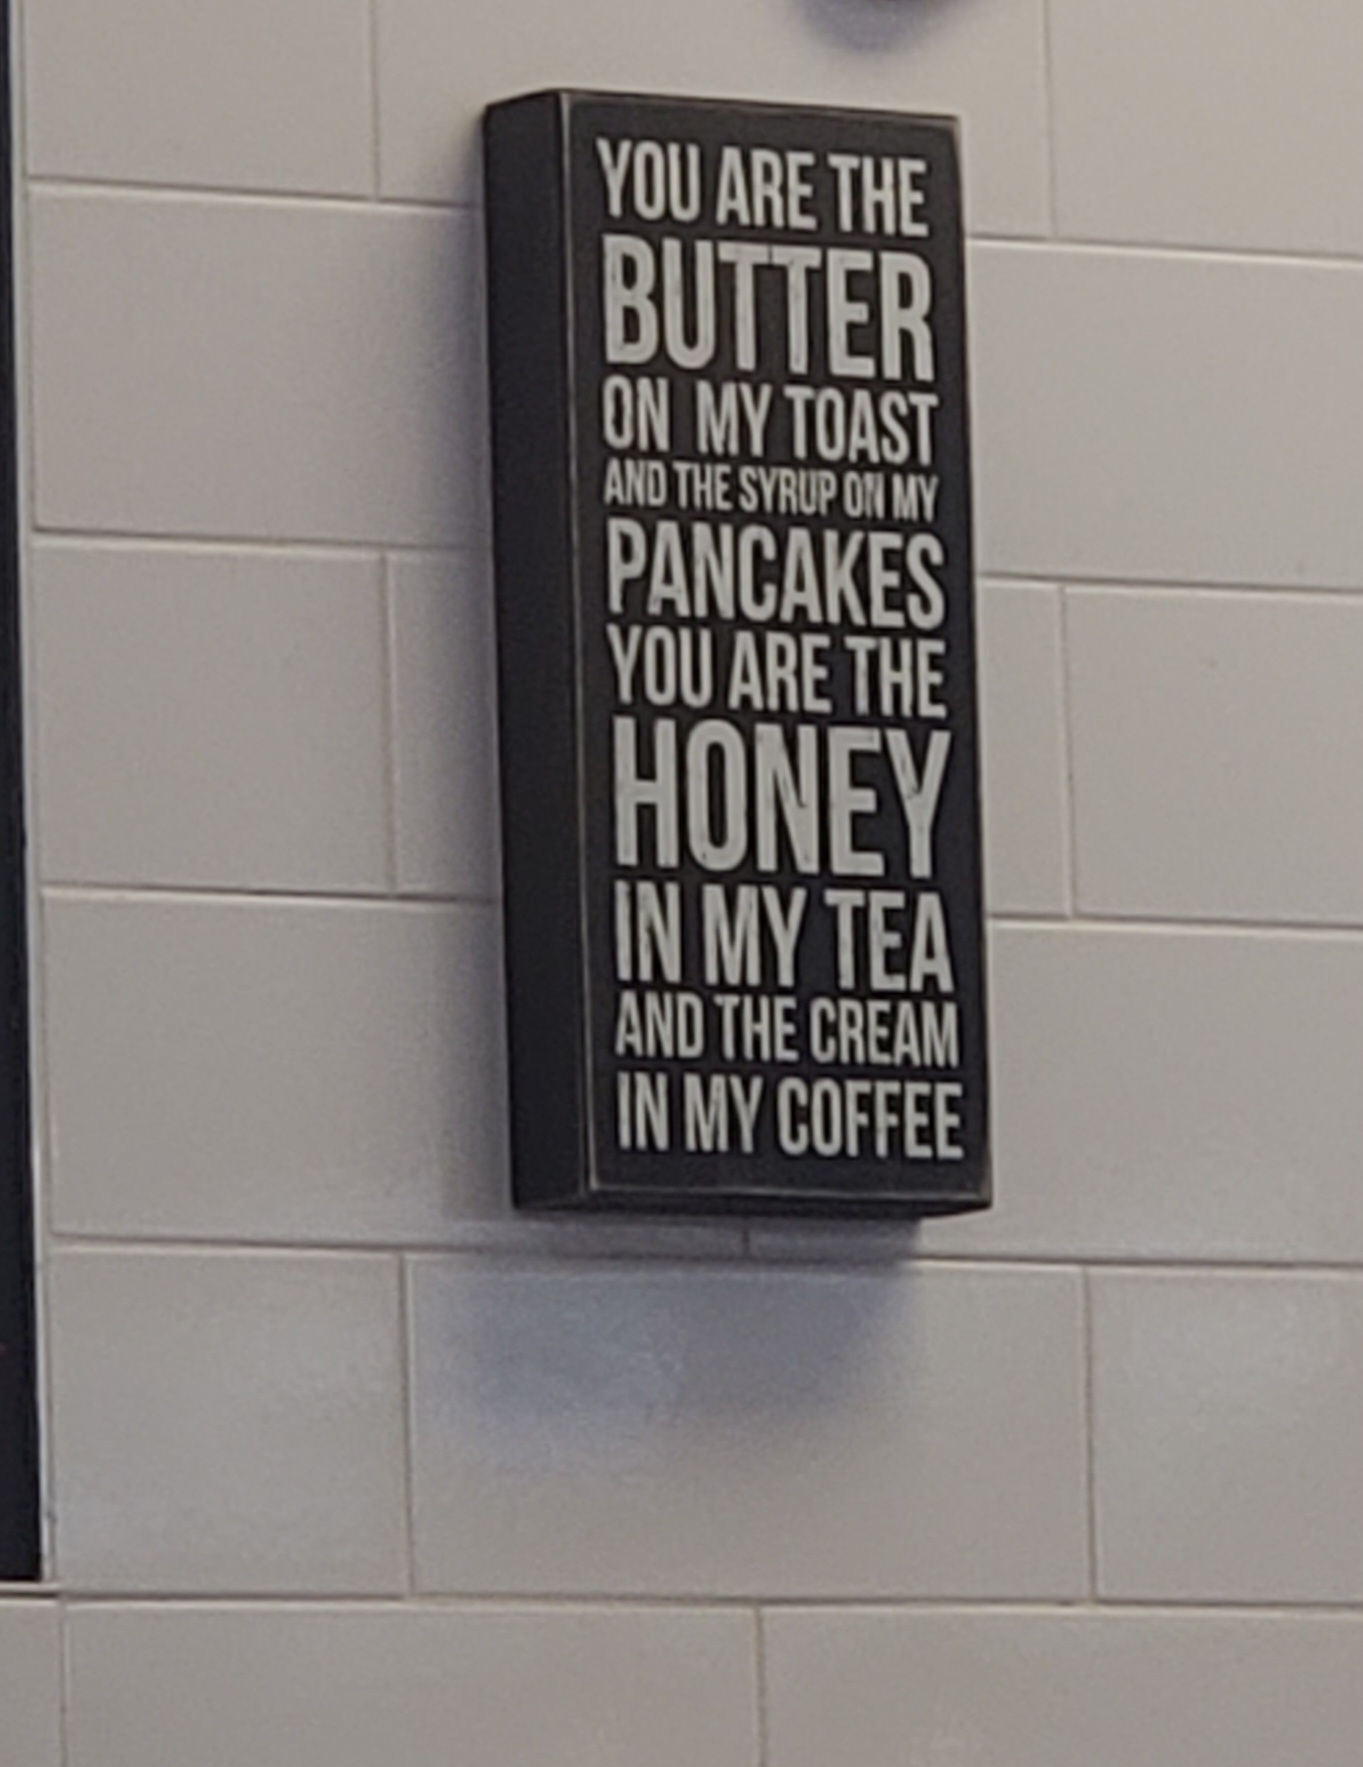 YOU ARE THE
BUTTER
ON MY TOAST
AND THE SYRUP ON MY
PANCAKES
YOU ARE THE
HONEY
IN MY TEA
AND THE CREAM
IN MY COFFEE